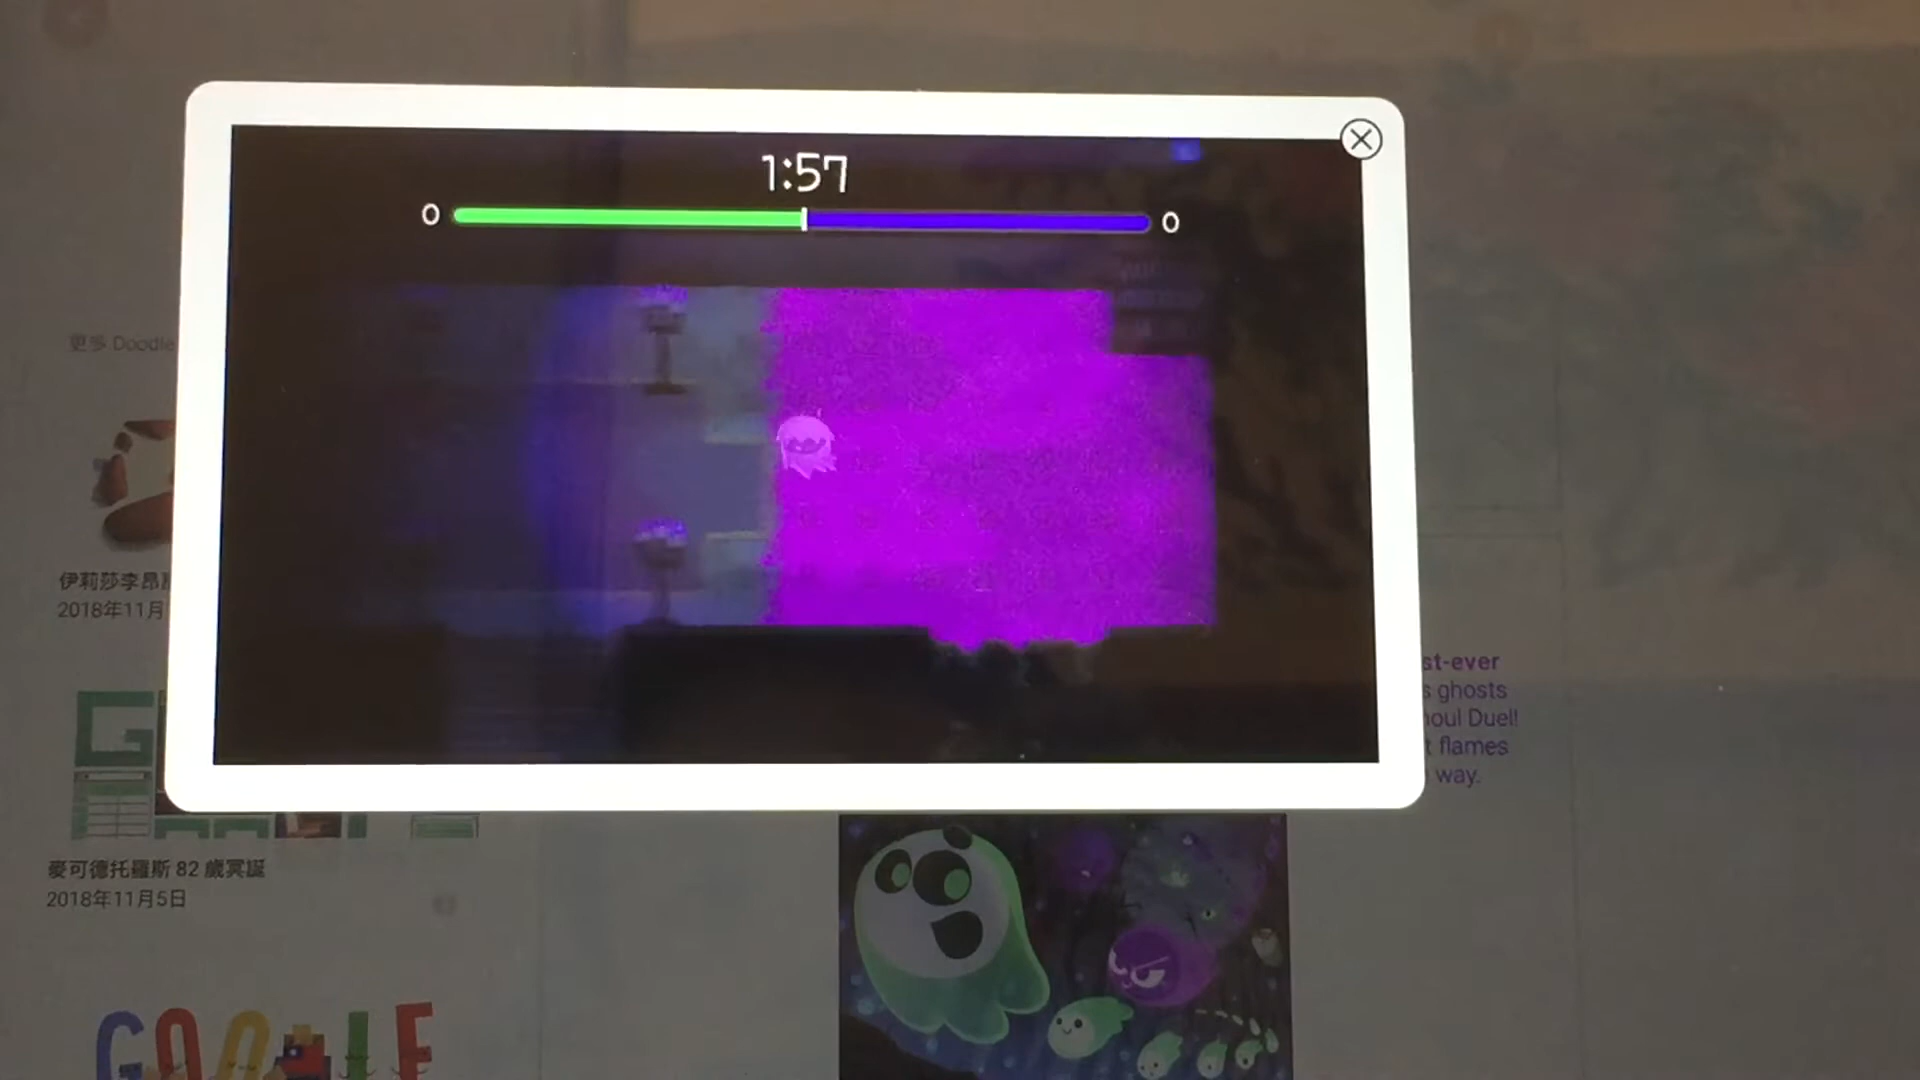 1:57
0
0
更多 Doodle
伊莉莎李昂
2018年11月
st-ever
ghosts
oul Duel!
flames
way.
麥可德托羅斯 82 歲冥誕
2018年11月5日
GOOGLE